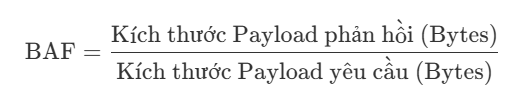 BAF = Kích thước Payload phản hồi (Bytes)
Kích thước Payload yêu cầu (Bytes)